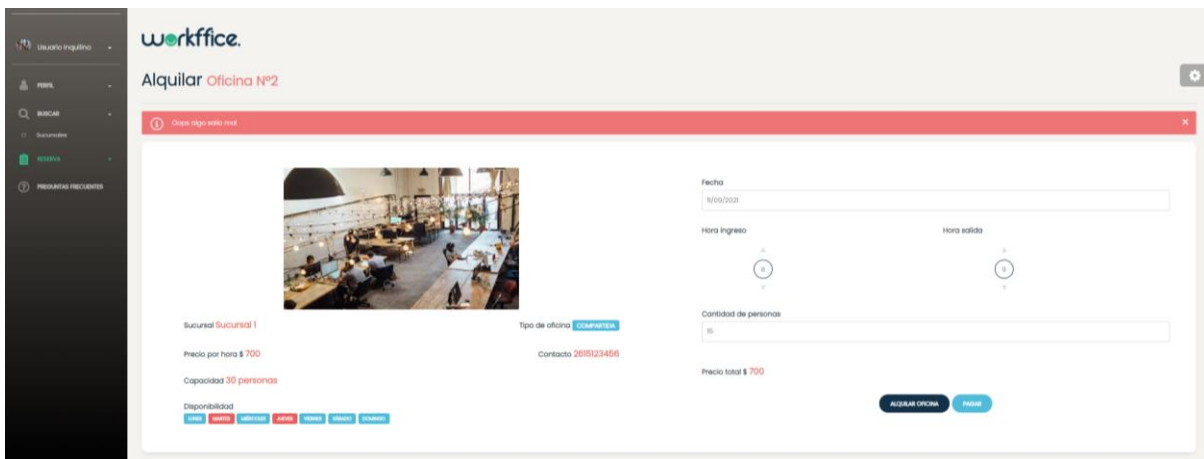 Usuario Inquilino
PERFIL
BUSCAR
Sucursales
RESERVA
PREGUNTAS FRECUENTES
workffice.
Alquilar Oficina Nº2
Oops algo salió mal
Sucursal Sucursal 1
Tipo de oficina COMPARTIDA
Precio por hora $ 700
Contacto 2615123456
Capacidad 30 personas
Disponibilidad
LUNES MARTES MIÉRCOLES JUEVES VIERNES SÁBADO DOMINGO
Fecha
11/09/2021
Hora ingreso
Hora salida
8
9
Cantidad de personas
15
Precio total $ 700
ALQUILAR OFICINA PAGAR